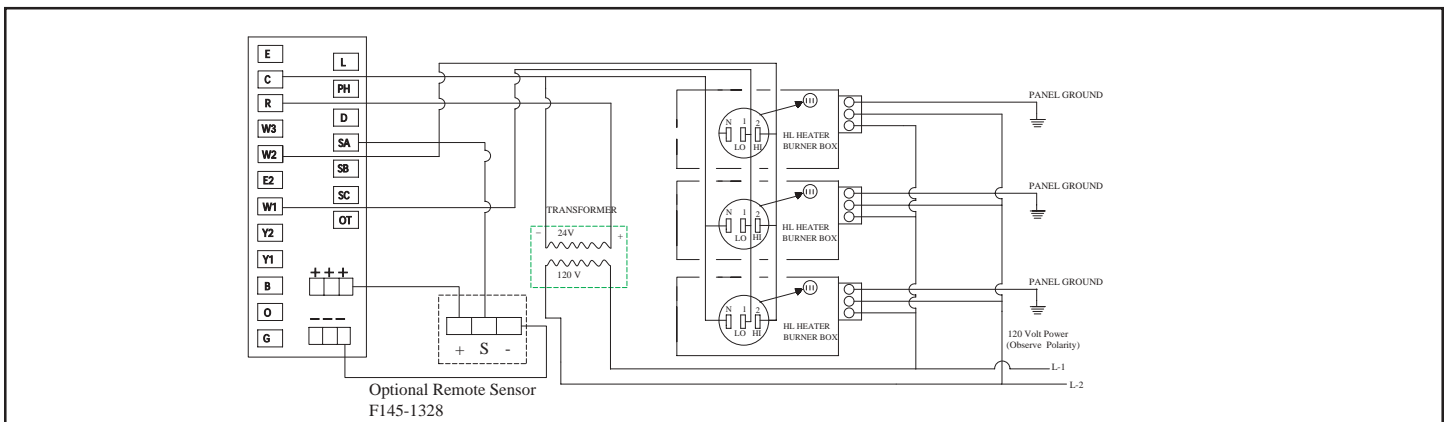 E
C
R
W3
W2
E2
W1
Y2
Y1
B
O
G
L
PH
D
SA
SB
SC
OT
+++
---
+ S -
Optional Remote Sensor
F145-1328
TRANSFORMER
- 24V +
120 V
N 1 2
LO HI
HL HEATER
BURNER BOX
PANEL GROUND
N 1 2
LO HI
HL HEATER
BURNER BOX
PANEL GROUND
N 1 2
LO HI
HL HEATER
BURNER BOX
PANEL GROUND
120 Volt Power
(Observe Polarity)
L-1
L-2